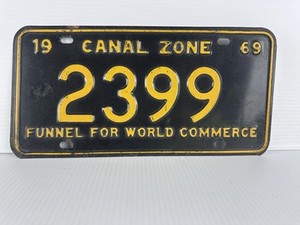 19 CANAL ZONE 69
2399
FUNNEL FOR WORLD COMMERCE